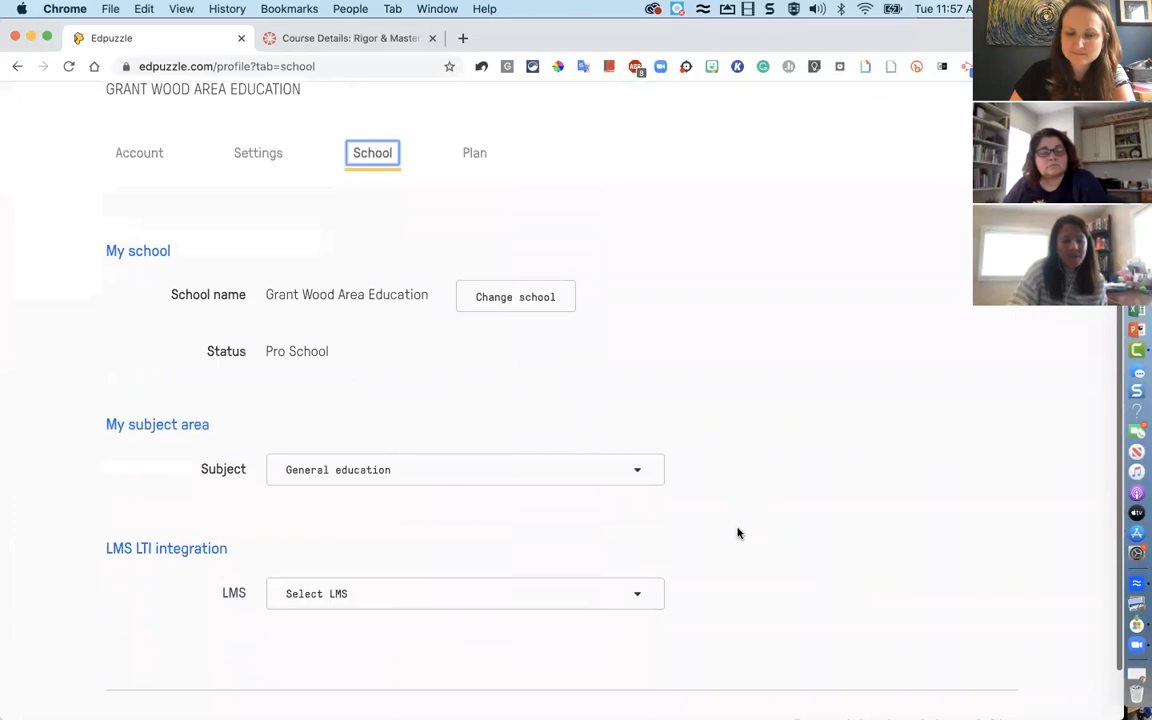 Chrome File Edit View History Bookmarks People Tab Window Help Tue 11:57 A
Edpuzzle Course Details: Rigor & Master
edpuzzle.com/profile?tab=school
GRANT WOOD AREA EDUCATION
Account Settings School Plan
My school
School name Grant Wood Area Education Change school
Status Pro School
My subject area
Subject General education
LMS LTI integration
LMS Select LMS